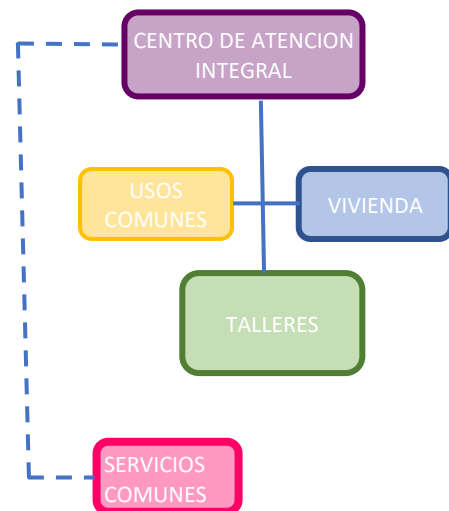 CENTRO DE ATENCION
INTEGRAL
USOS
COMUNES
VIVIENDA
TALLERES
SERVICIOS
COMUNES